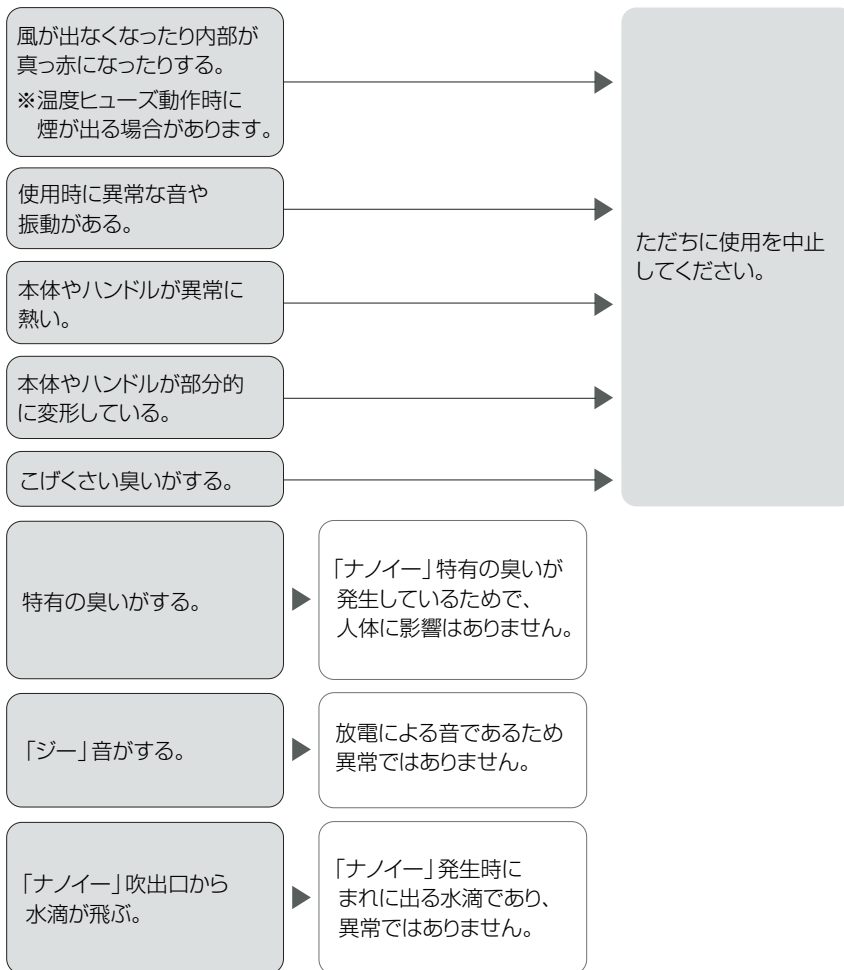 風が出なくなったり内部が
真っ赤になったりする。
※温度ヒューズ動作時に
煙が出る場合があります。
使用時に異常な音や
振動がある。
本体やハンドルが異常に
熱い。
本体やハンドルが部分的
に変形している。
こげくさい臭いがする。
ただちに使用を中止
してください。
特有の臭いがする。
「ナノイー」特有の臭いが
発生しているためで、
人体に影響はありません。
「ジー」音がする。
放電による音であるため
異常ではありません。
「ナノイー」吹出口から
水滴が飛ぶ。
「ナノイー」発生時に
まれに出る水滴であり、
異常ではありません。